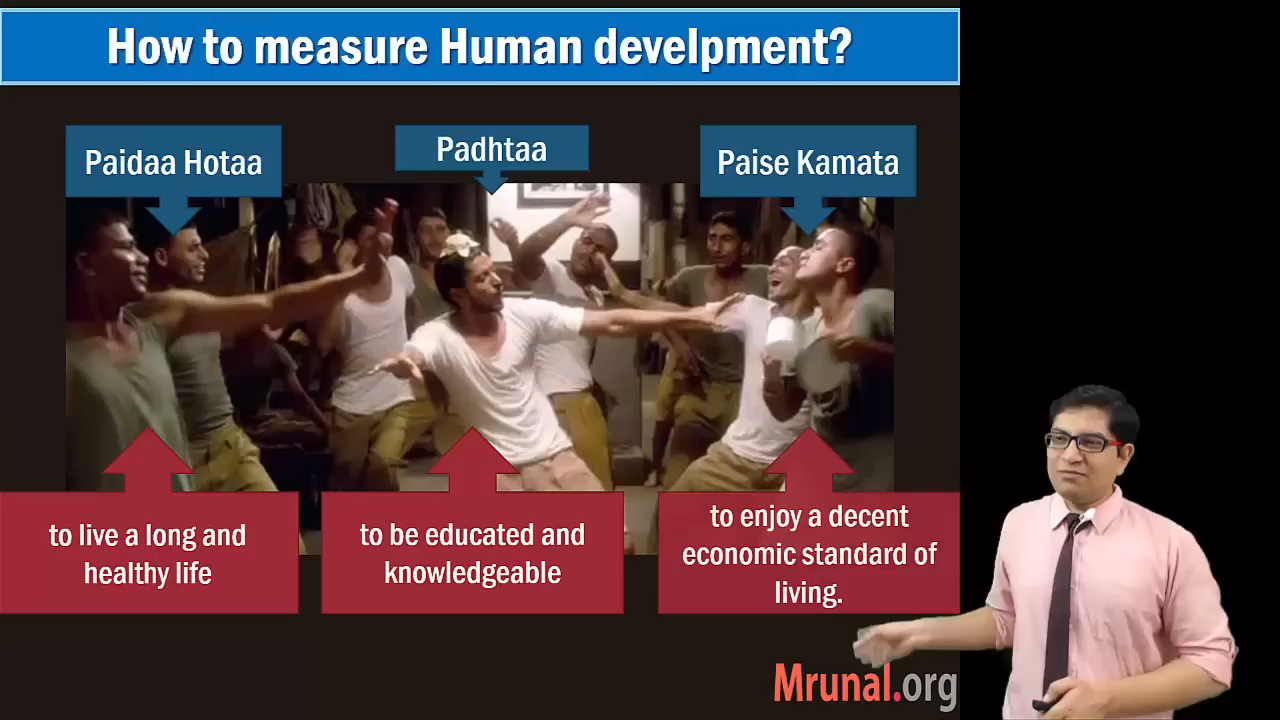 How to measure Human develpment?
Paidaa Hotaa
Padhtaa
Paise Kamata
to live a long and
healthy life
to be educated and
knowledgeable
to enjoy a decent
economic standard of
living.
Mrunal.org